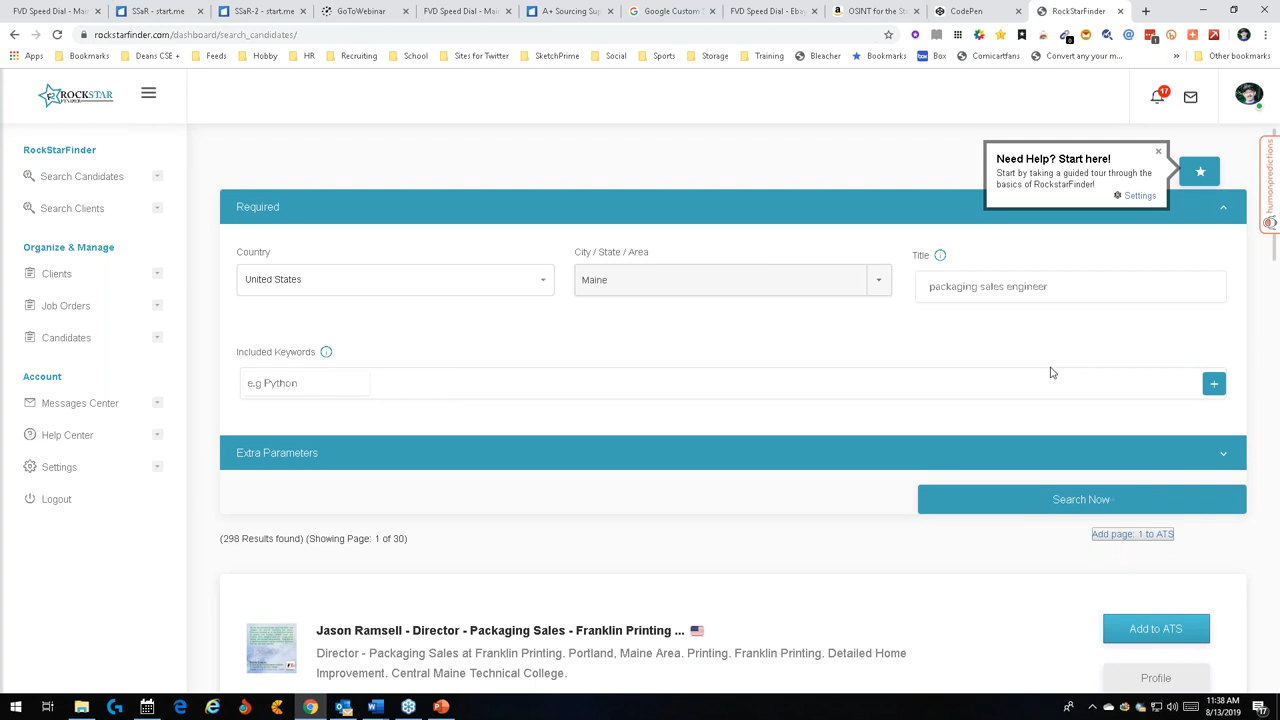 FVD Speed Dial -
SSaR - start.me
SSaR-2 - start.me
GoToWebinar
FVD Speed Dial - Mai
A+ Sourcing Sup
Google Custom S
FVD Speed Dial - Ebay
OSINT for the St
CodePen
RockStarFinder
rockstarfinder.com/dashboard/search_candidates/
Apps Bookmarks Deans CSE + Feeds Hobby HR Recruiting School Sites for Twitter SketchPrime Social Sports Storage Training Bleacher Bookmarks Box Comicartfans Convert any your m... » Other bookmarks
ROCKSTAR
FINDER
17
Need Help? Start here!
Start by taking a guided tour through the
basics of RockstarFinder!
Settings
humanpredictions
RockStarFinder
Search Candidates
Search Clients
Organize & Manage
Clients
Job Orders
Candidates
Account
Messages Center
Help Center
Settings
Logout
Required
Country
United States
City / State / Area
Maine
Title
packaging sales engineer
Included Keywords
e.g Python
+
Extra Parameters
Search Now
(298 Results found) (Showing Page: 1 of 30)
Add page: 1 to ATS
Jason Ramsell - Director - Packaging Sales - Franklin Printing ...
Director - Packaging Sales at Franklin Printing. Portland, Maine Area. Printing. Franklin Printing. Detailed Home
Improvement. Central Maine Technical College.
Add to ATS
Profile
11:38 AM
8/13/2019
17